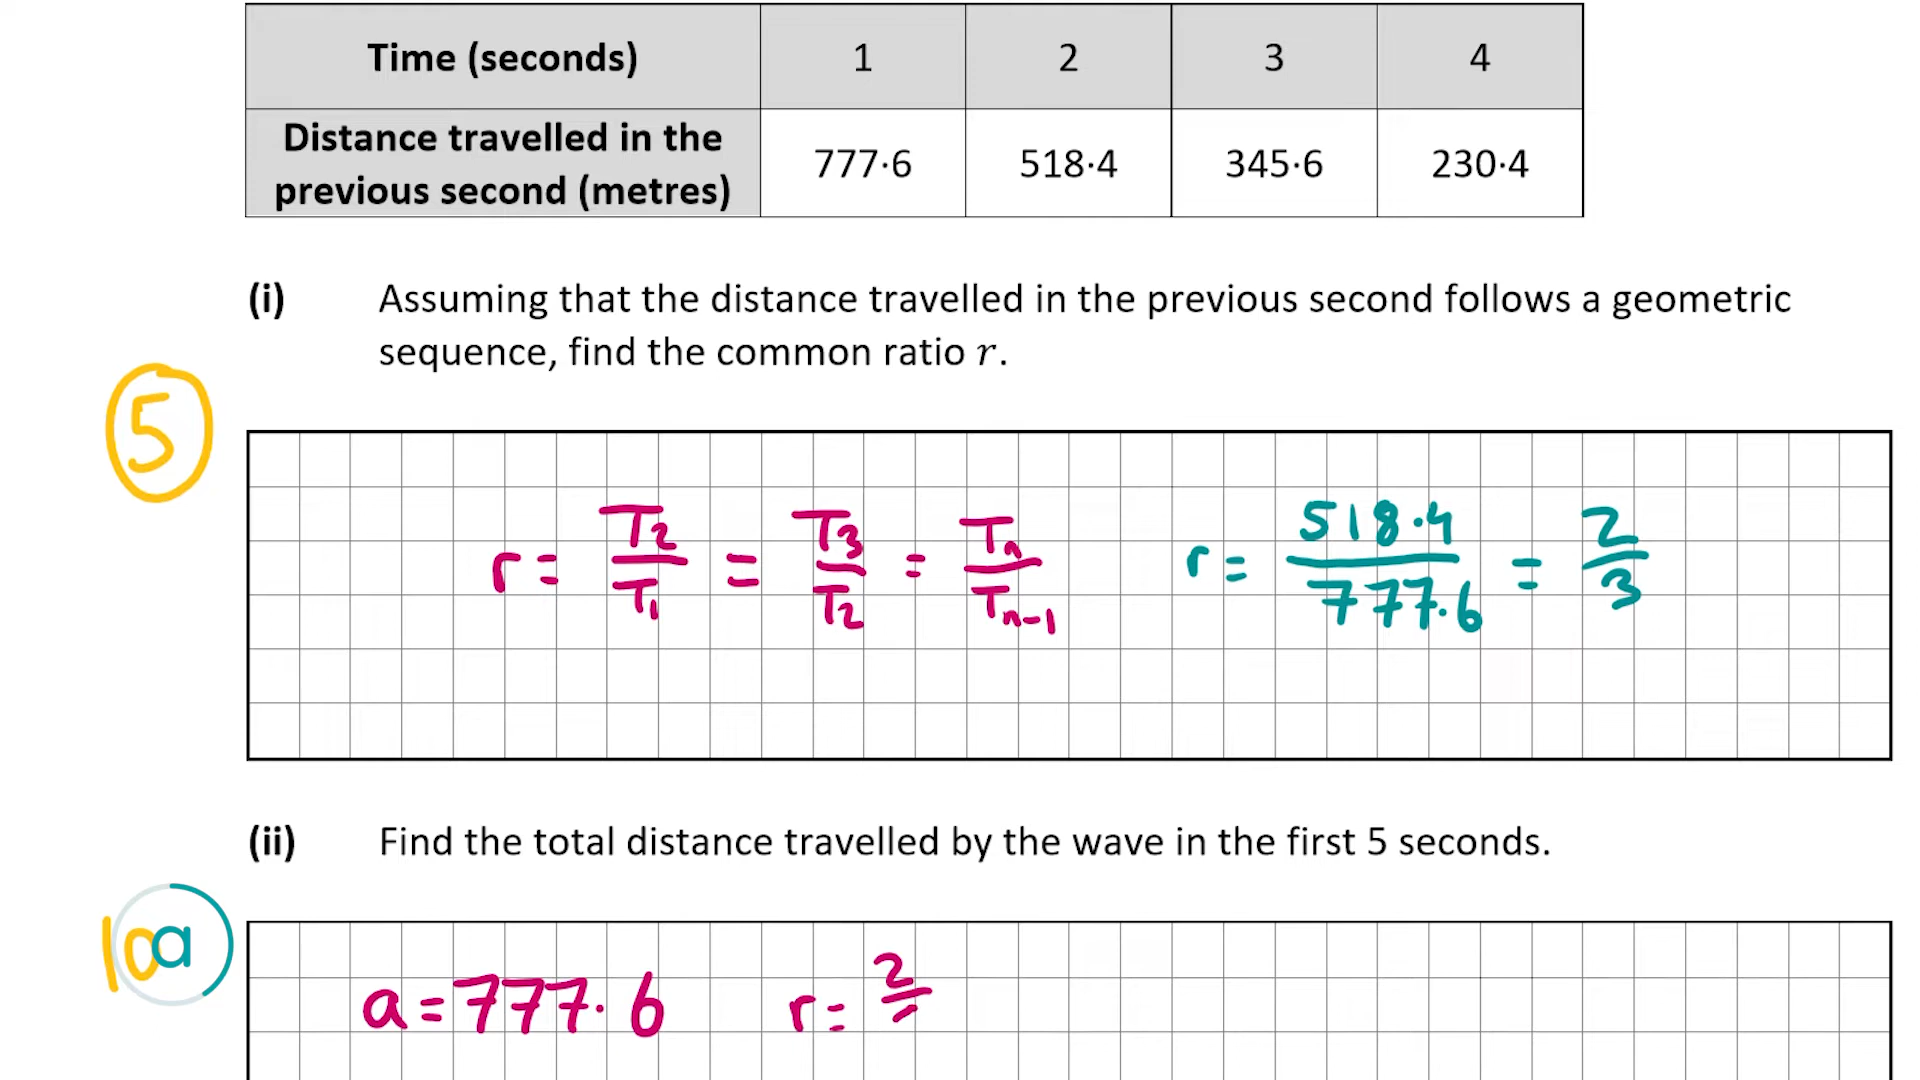 Time (seconds) 1 2 3 4
Distance travelled in the previous second (metres) 777·6 518·4 345·6 230·4
(i) Assuming that the distance travelled in the previous second follows a geometric
sequence, find the common ratio r.
5
r = T2/T1 = T3/T2 = Tn/Tn-1 r = 518.4/777.6 = 2/3
(ii) Find the total distance travelled by the wave in the first 5 seconds.
10 a
a = 777.6 r = 2